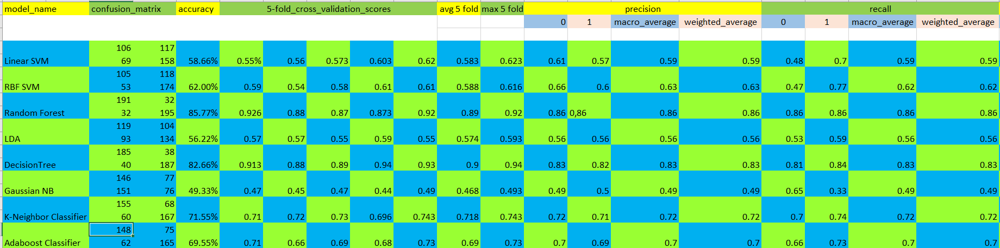 model_name confusion_matrix accuracy 5-fold_cross_validation_scores avg 5 fold max 5 fold precision recall
0 1 macro_average weighted_average 0 1 macro_average weighted_average
106 117
Linear SVM 69 158 58.66% 0.55% 0.56 0.573 0.603 0.62 0.583 0.623 0.61 0.57 0.59 0.59 0.48 0.7 0.59 0.59
105 118
RBF SVM 53 174 62.00% 0.59 0.54 0.58 0.61 0.61 0.588 0.616 0.66 0.6 0.63 0.63 0.47 0.77 0.62 0.62
191 32
Random Forest 32 195 85.77% 0.926 0.88 0.87 0.873 0.92 0.89 0.92 0.86 0,86 0.86 0.86 0.86 0.86 0.86 0.86
119 104
LDA 93 134 56.22% 0.57 0.57 0.55 0.59 0.55 0.574 0.593 0.56 0.56 0.56 0.56 0.53 0.59 0.56 0.56
185 38
DecisionTree 40 187 82.66% 0.913 0.88 0.89 0.94 0.93 0.9 0.94 0.83 0.82 0.83 0.83 0.81 0.84 0.83 0.83
146 77
Gaussian NB 151 76 49.33% 0.47 0.45 0.47 0.44 0.49 0.468 0.493 0.49 0.5 0.49 0.49 0.65 0.33 0.49 0.49
155 68
K-Neighbor Classifier 60 167 71.55% 0.71 0.72 0.73 0.696 0.743 0.718 0.743 0.72 0.71 0.72 0.72 0.7 0.74 0.72 0.72
148 75
Adaboost Classifier 62 165 69.55% 0.71 0.66 0.69 0.68 0.73 0.69 0.73 0.7 0.69 0.7 0.7 0.66 0.73 0.7 0.7